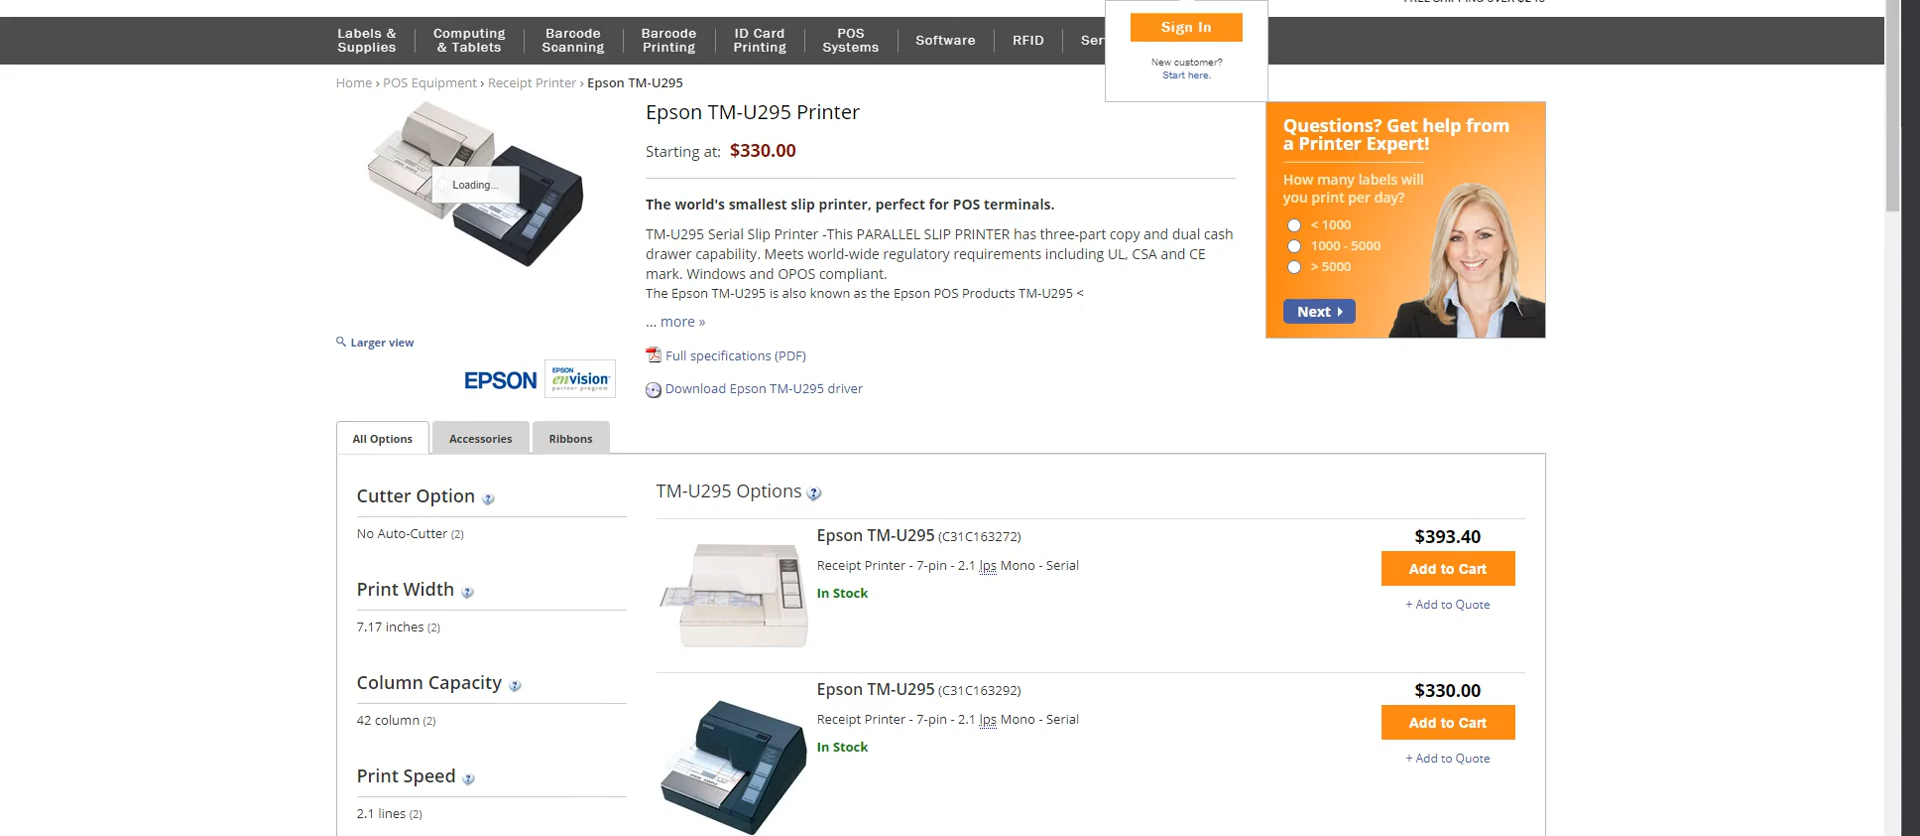 Sign In
New customer?
Start here.
Labels & Supplies
Computing & Tablets
Barcode Scanning
Barcode Printing
ID Card Printing
POS Systems
Software
RFID
Home › POS Equipment › Receipt Printer › Epson TM-U295
Loading...
Larger view
EPSON
EPSON
envision
partner program
Epson TM-U295 Printer
Starting at: $330.00
The world's smallest slip printer, perfect for POS terminals.
TM-U295 Serial Slip Printer -This PARALLEL SLIP PRINTER has three-part copy and dual cash
drawer capability. Meets world-wide regulatory requirements including UL, CSA and CE
mark. Windows and OPOS compliant.
The Epson TM-U295 is also known as the Epson POS Products TM-U295 <
... more »
Full specifications (PDF)
Download Epson TM-U295 driver
Questions? Get help from
a Printer Expert!
How many labels will
you print per day?
< 1000
1000 - 5000
> 5000
Next
All Options
Accessories
Ribbons
Cutter Option ?
No Auto-Cutter (2)
Print Width ?
7.17 inches (2)
Column Capacity ?
42 column (2)
Print Speed ?
2.1 lines (2)
TM-U295 Options ?
Epson TM-U295 (C31C163272)
Receipt Printer - 7-pin - 2.1 lps Mono - Serial
In Stock
$393.40
Add to Cart
+ Add to Quote
Epson TM-U295 (C31C163292)
Receipt Printer - 7-pin - 2.1 lps Mono - Serial
In Stock
$330.00
Add to Cart
+ Add to Quote